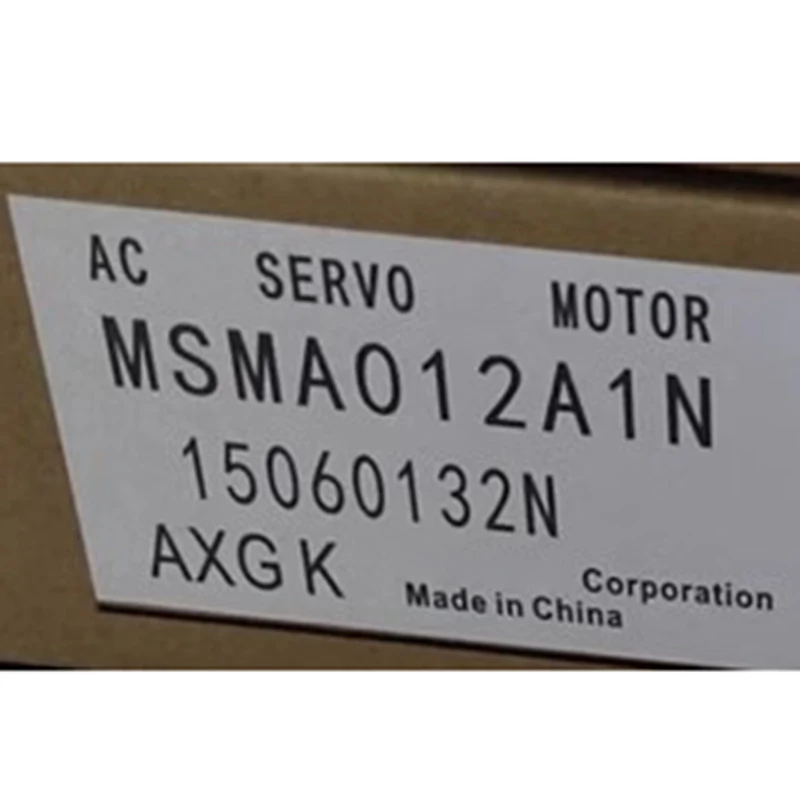 AC SERVO MOTOR
MSMA012A1N
15060132N
AXGK
Corporation
Made in China